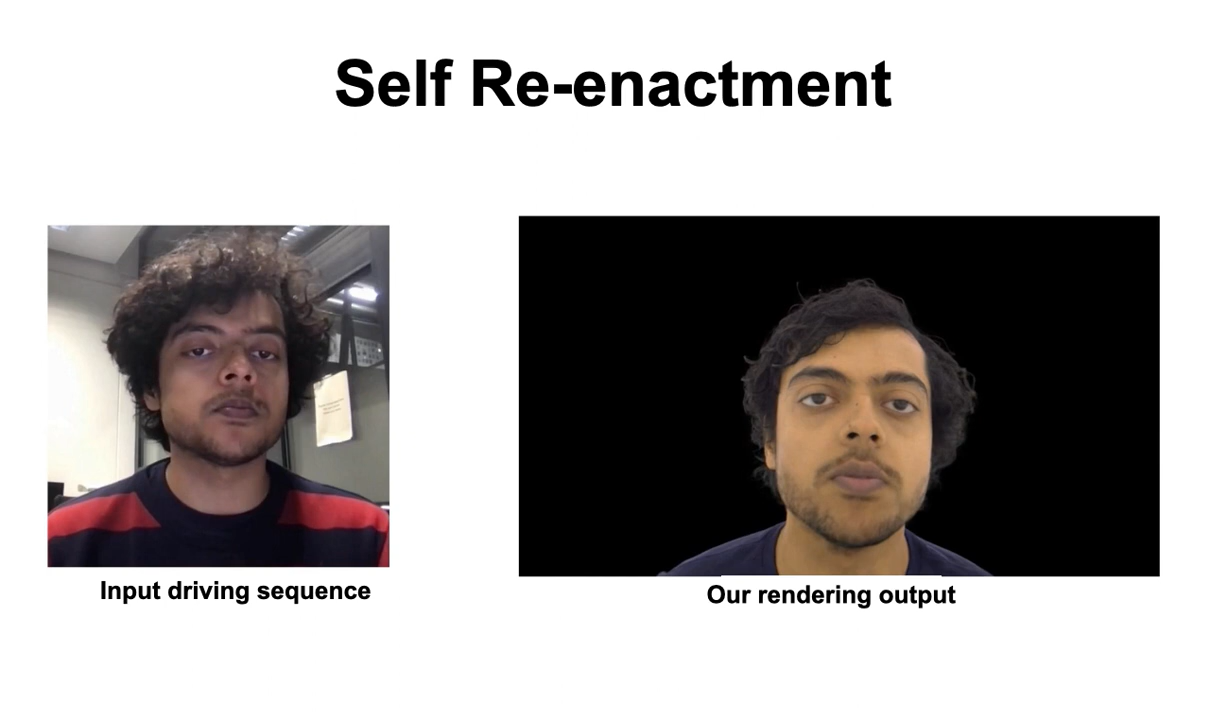 Self Re-enactment
Input driving sequence
Our rendering output